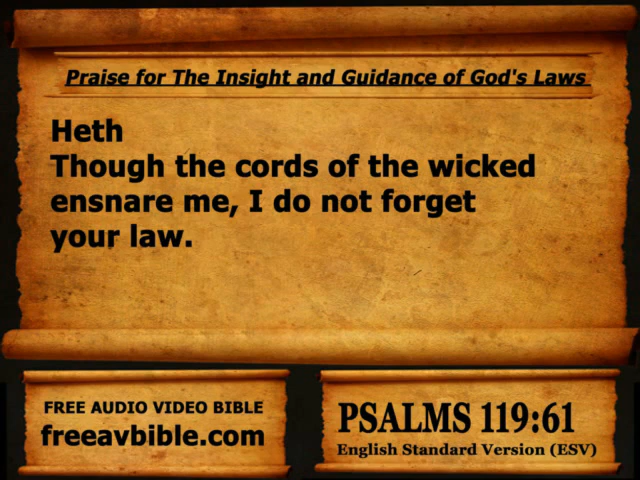 Praise for The Insight and Guidance of God's Laws
Heth
Though the cords of the wicked
ensnare me, I do not forget
your law.
FREE AUDIO VIDEO BIBLE
freeavbible.com
PSALMS 119:61
English Standard Version (ESV)